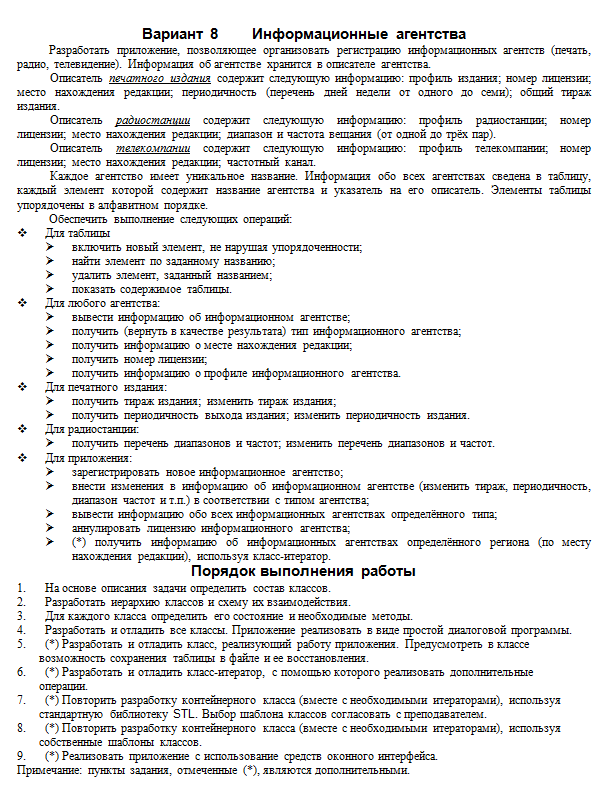 Вариант 8 Информационные агентства
Разработать приложение, позволяющее организовать регистрацию информационных агентств (печать,
радио, телевидение). Информация об агентстве хранится в описателе агентства.
Описатель печатного издания содержит следующую информацию: профиль издания; номер лицензии;
место нахождения редакции; периодичность (перечень дней недели от одного до семи); общий тираж
издания.
Описатель радиостанции содержит следующую информацию: профиль радиостанции; номер
лицензии; место нахождения редакции; диапазон и частота вещания (от одной до трёх пар).
Описатель телекомпании содержит следующую информацию: профиль телекомпании; номер
лицензии; место нахождения редакции; частотный канал.
Каждое агентство имеет уникальное название. Информация обо всех агентствах сведена в таблицу,
каждый элемент которой содержит название агентства и указатель на его описатель. Элементы таблицы
упорядочены в алфавитном порядке.
Обеспечить выполнение следующих операций:
❖ Для таблицы
➢ включить новый элемент, не нарушая упорядоченности;
➢ найти элемент по заданному названию;
➢ удалить элемент, заданный названием;
➢ показать содержимое таблицы.
❖ Для любого агентства:
➢ вывести информацию об информационном агентстве;
➢ получить (вернуть в качестве результата) тип информационного агентства;
➢ получить информацию о месте нахождения редакции;
➢ получить номер лицензии;
➢ получить информацию о профиле информационного агентства.
❖ Для печатного издания:
➢ получить тираж издания; изменить тираж издания;
➢ получить периодичность выхода издания; изменить периодичность издания.
❖ Для радиостанции:
➢ получить перечень диапазонов и частот; изменить перечень диапазонов и частот.
❖ Для приложения:
➢ зарегистрировать новое информационное агентство;
➢ внести изменения в информацию об информационном агентстве (изменить тираж, периодичность,
диапазон частот и т.п.) в соответствии с типом агентства;
➢ вывести информацию обо всех информационных агентствах определённого типа;
➢ аннулировать лицензию информационного агентства;
➢ (*) получить информацию об информационных агентствах определённого региона (по месту
нахождения редакции), используя класс-итератор.
Порядок выполнения работы
1. На основе описания задачи определить состав классов.
2. Разработать иерархию классов и схему их взаимодействия.
3. Для каждого класса определить его состояние и необходимые методы.
4. Разработать и отладить все классы. Приложение реализовать в виде простой диалоговой программы.
5. (*) Разработать и отладить класс, реализующий работу приложения. Предусмотреть в классе
возможность сохранения таблицы в файле и ее восстановления.
6. (*) Разработать и отладить класс-итератор, с помощью которого реализовать дополнительные
операции.
7. (*) Повторить разработку контейнерного класса (вместе с необходимыми итераторами), используя
стандартную библиотеку STL. Выбор шаблона классов согласовать с преподавателем.
8. (*) Повторить разработку контейнерного класса (вместе с необходимыми итераторами), используя
собственные шаблоны классов.
9. (*) Реализовать приложение с использование средств оконного интерфейса.
Примечание: пункты задания, отмеченные (*), являются дополнительными.